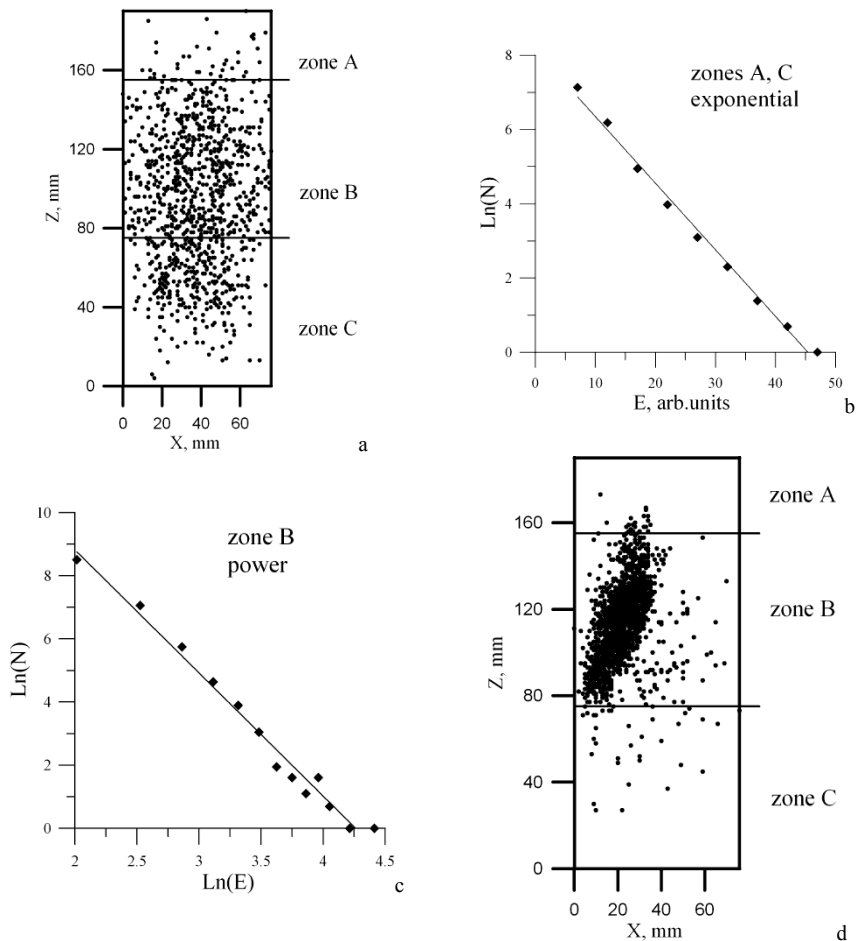 160
120
80
40
0
Z, mm
0 20 40 60
X, mm
zone A
zone B
zone C
a
8
6
4
2
0
Ln(N)
0 10 20 30 40 50
E, arb.units
zones A, C
exponential
b
10
8
6
4
2
0
Ln(N)
2 2.5 3 3.5 4 4.5
Ln(E)
zone B
power
c
160
120
80
40
0
Z, mm
0 20 40 60
X, mm
zone A
zone B
zone C
d